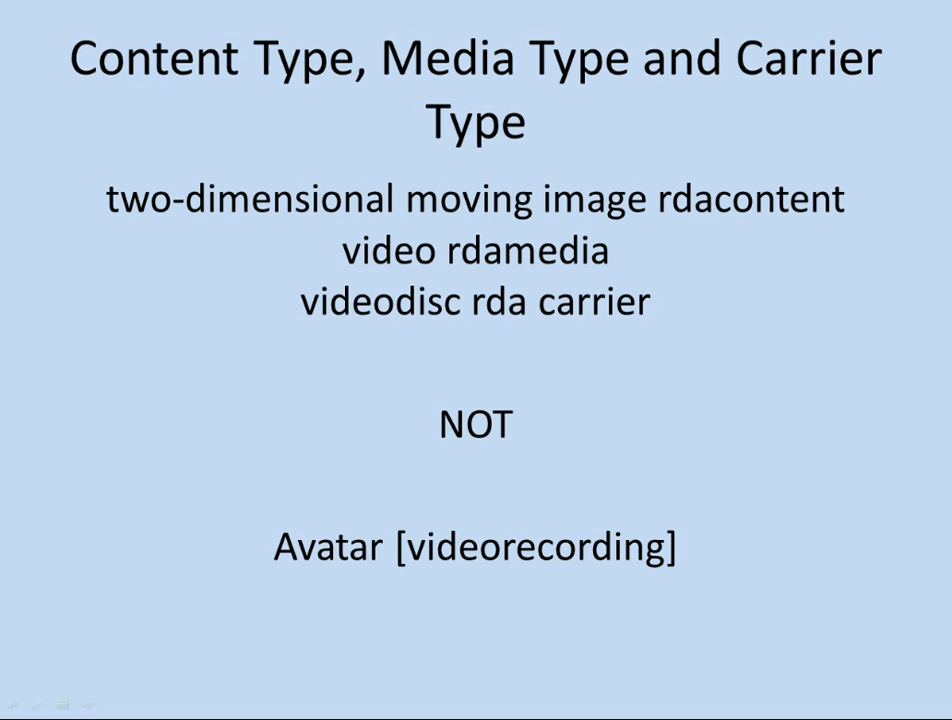 Content Type, Media Type and Carrier
Type
two-dimensional moving image rdacontent
video rdamedia
videodisc rda carrier
NOT
Avatar [videorecording]